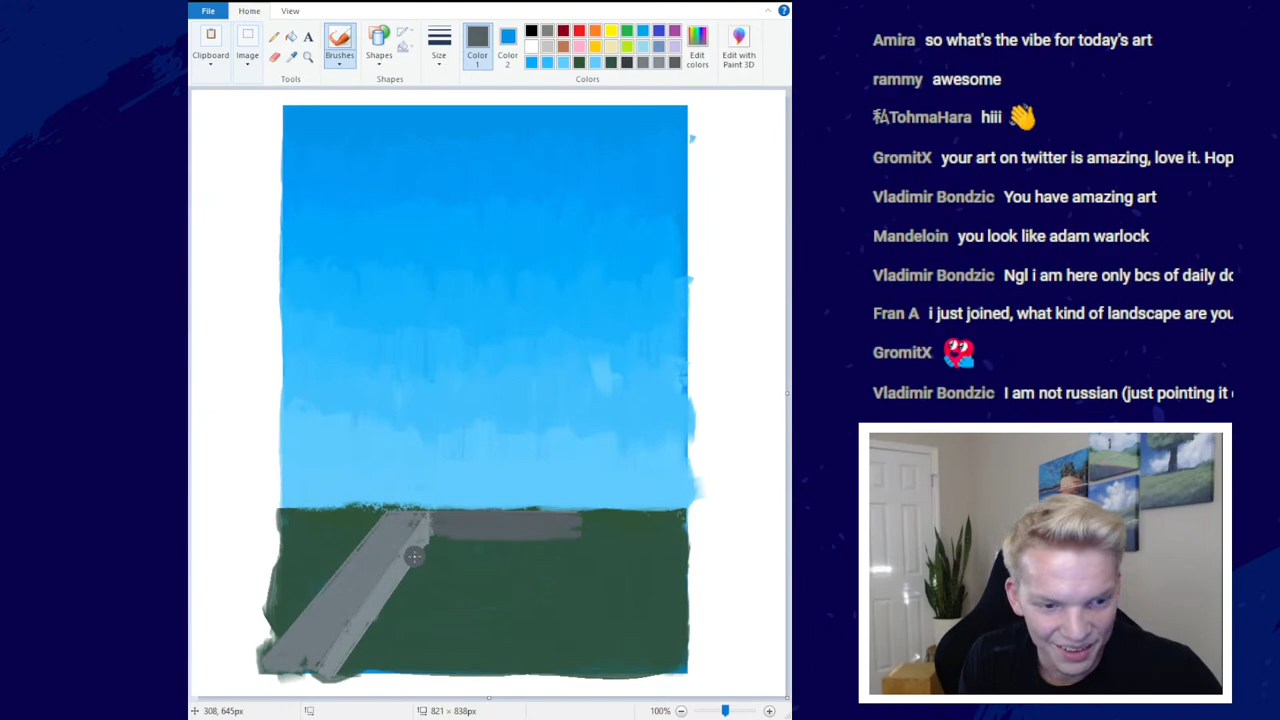 File Home View
Clipboard
Image
A
Tools
Brushes
Shapes
Shapes
Size
Color 1
Color 2
Edit colors
Colors
Edit with Paint 3D
308, 645px
821 × 838px
100%
Amira so what's the vibe for today's art
rammy awesome
私TohmaHara hiii 👋
GromitX your art on twitter is amazing, love it. Hop
Vladimir Bondzic You have amazing art
Mandeloin you look like adam warlock
Vladimir Bondzic Ngl i am here only bcs of daily do
Fran A i just joined, what kind of landscape are you
GromitX
Vladimir Bondzic I am not russian (just pointing it